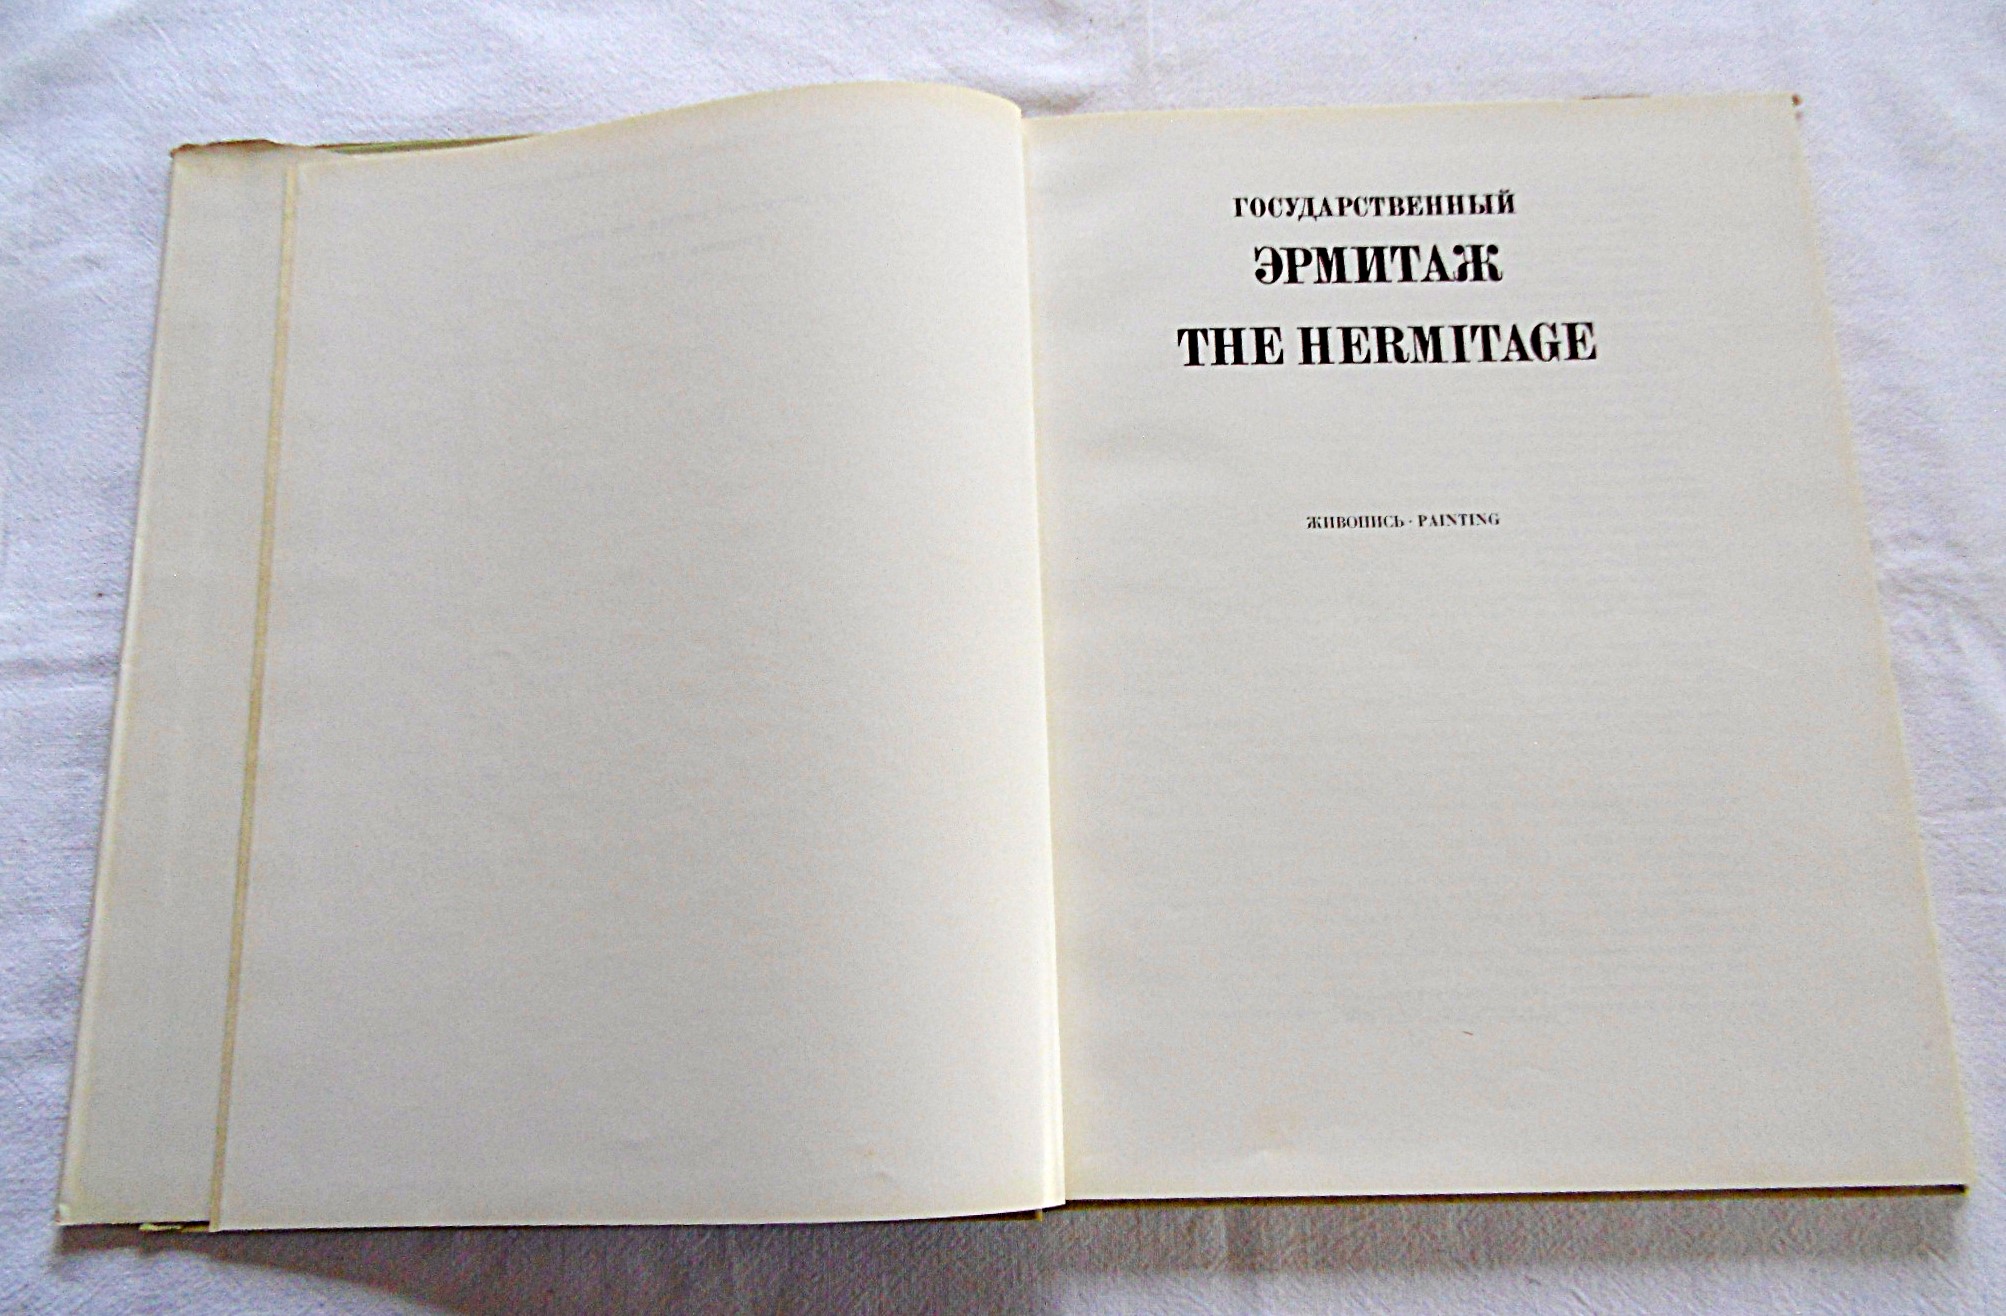 ГОСУДАРСТВЕННЫЙ
ЭРМИТАЖ
THE HERMITAGE
ЖИВОПИСЬ · PAINTING